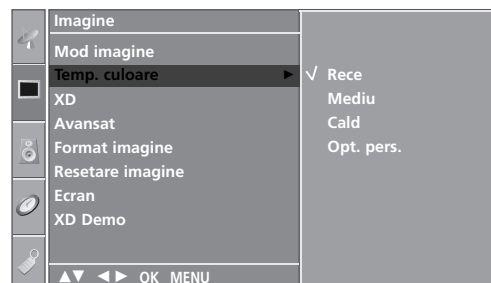 Imagine
Mod imagine
Temp. culoare ►
XD
Avansat
Format imagine
Resetare imagine
Ecran
XD Demo
▲▼ ◄► OK MENU
√ Rece
Mediu
Cald
Opt. pers.